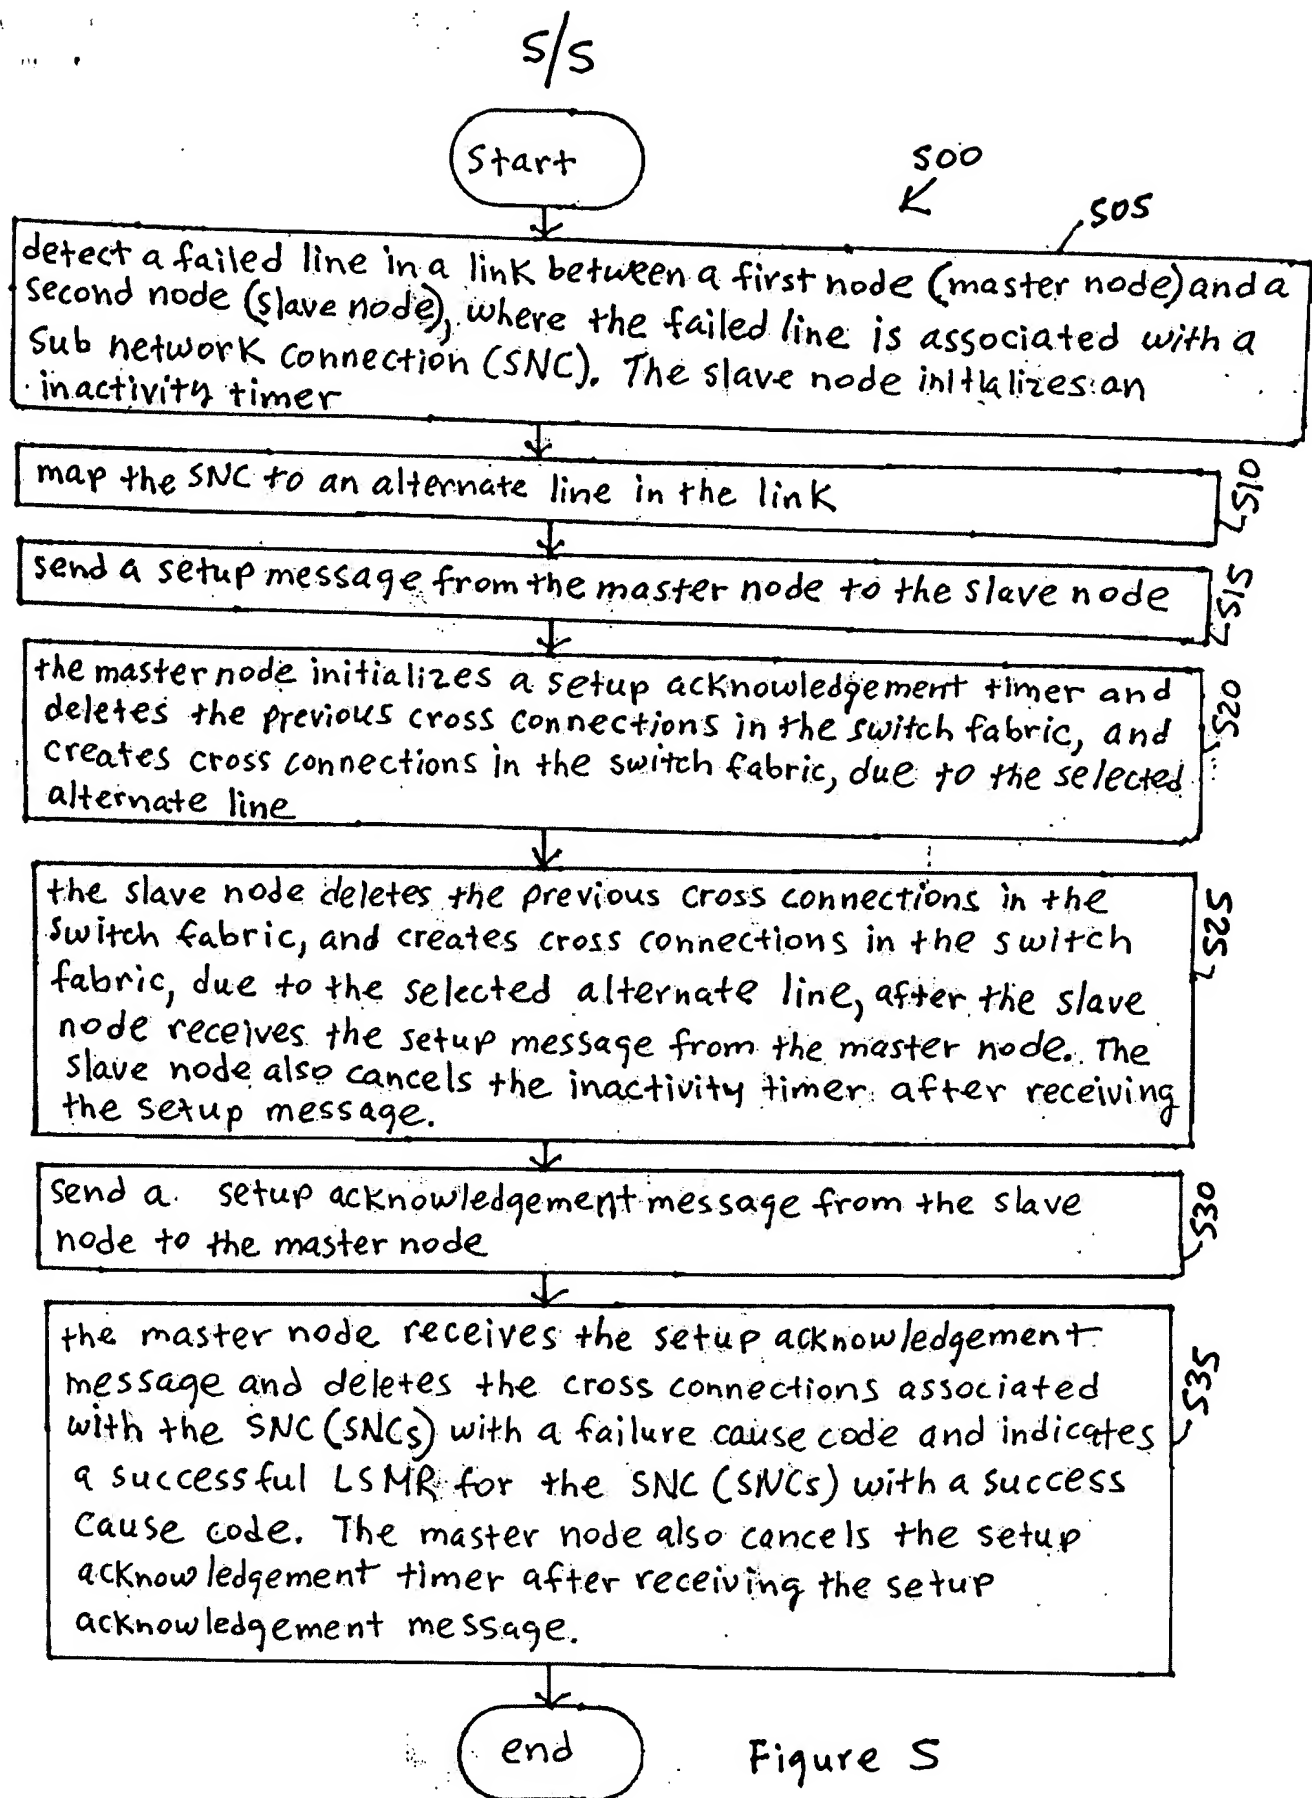 5/5
Start
500
505
detect a failed line in a link between a first node (master node) and a
second node (slave node), where the failed line is associated with a
sub network connection (SNC). The slave node initializes an
inactivity timer
map the SNC to an alternate line in the link
510
send a setup message from the master node to the slave node
515
the master node initializes a setup acknowledgement timer and
deletes the previous cross connections in the switch fabric, and
creates cross connections in the switch fabric, due to the selected
alternate line
520
the slave node deletes the previous cross connections in the
switch fabric, and creates cross connections in the switch
fabric, due to the selected alternate line, after the slave
node receives the setup message from the master node. The
slave node also cancels the inactivity timer after receiving
the setup message.
525
send a setup acknowledgement message from the slave
node to the master node
530
the master node receives the setup acknowledgement
message and deletes the cross connections associated
with the SNC (SNCs) with a failure cause code and indicates
a successful LSMR for the SNC (SNCs) with a success
cause code. The master node also cancels the setup
acknowledgement timer after receiving the setup
acknowledgement message.
535
end
Figure 5